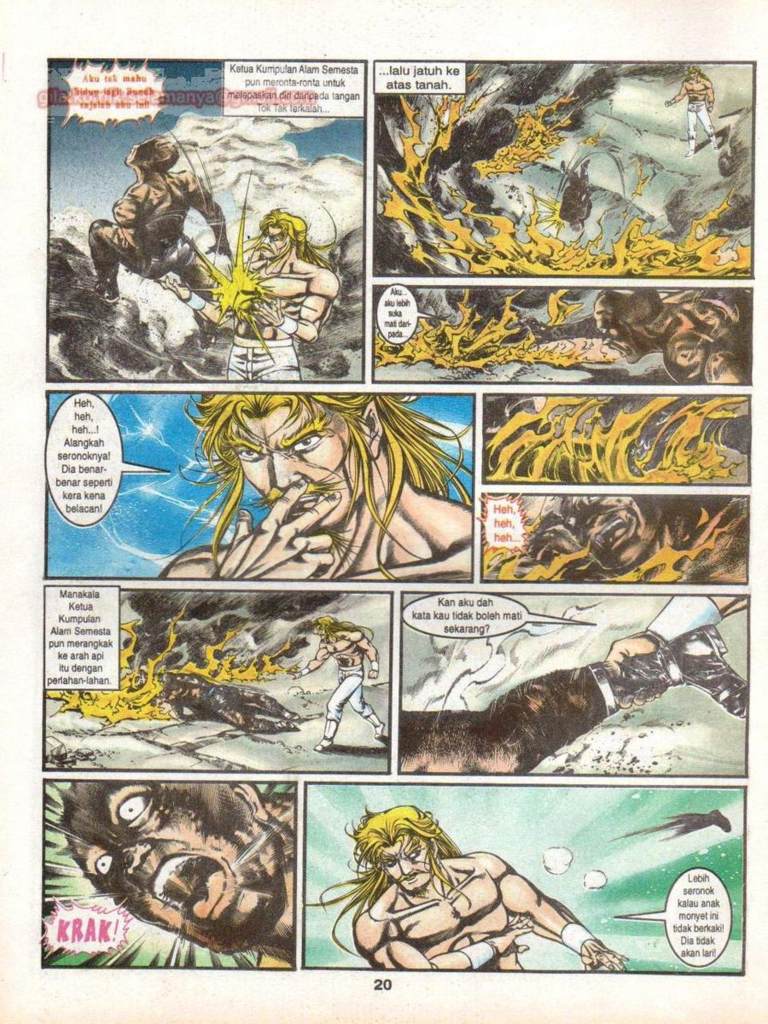 Aku tak mahu
Ketua Kumpulan Alam Semesta
pun meronta-ronta untuk
melepaskan diri daripada tangan
Tok Tak terkalah...
...lalu jatuh ke
atas tanah.
Aku...
aku lebih
suka
mati dari-
pada...
Heh,
heh,
heh...!
Alangkah
seronoknya!
Dia benar-
benar seperti
kera kena
belacan!
Heh,
heh,
heh...
Manakala
Ketua
Kumpulan
Alam Semesta
pun merangkak
ke arah api
itu dengan
perlahan-lahan.
Kan aku dah
kata kau tidak boleh mati
sekarang?
KRAK!
Lebih
seronok
kalau anak
monyet ini
tidak berkaki!
Dia tidak
akan lari!
20